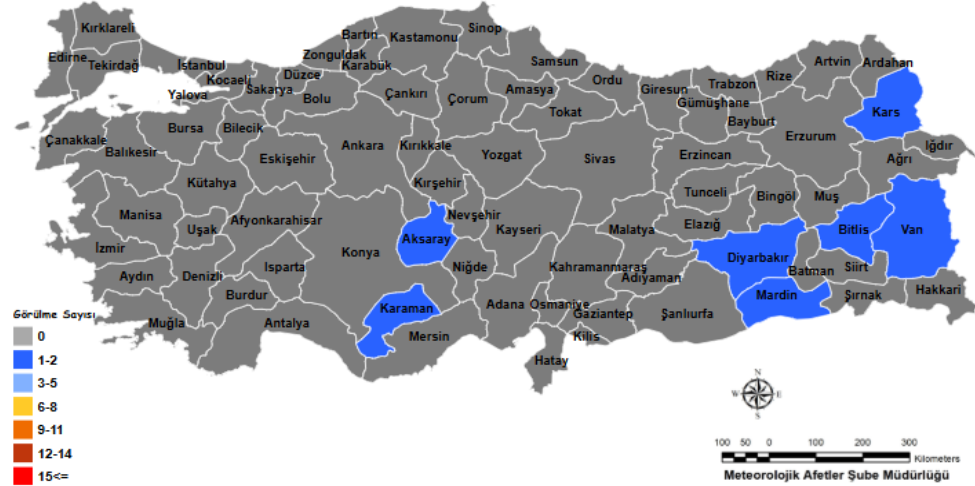 Kırklareli
Edirne
Tekirdağ
İstanbul
Kocaeli
Yalova
Sakarya
Düzce
Bolu
Zonguldak
Bartın
Karabük
Kastamonu
Sinop
Çankırı
Samsun
Amasya
Çorum
Tokat
Ordu
Giresun
Gümüşhane
Trabzon
Bayburt
Rize
Artvin
Ardahan
Kars
Erzurum
Iğdır
Ağrı
Çanakkale
Balıkesir
Bursa
Bilecik
Eskişehir
Ankara
Kırıkkale
Yozgat
Sivas
Erzincan
Kütahya
Kırşehir
Tunceli
Bingöl
Muş
Manisa
Uşak
Afyonkarahisar
Nevşehir
Aksaray
Kayseri
Malatya
Elazığ
Bitlis
Van
İzmir
Konya
Diyarbakır
Isparta
Niğde
Kahramanmaraş
Adıyaman
Batman
Siirt
Aydın
Denizli
Burdur
Karaman
Adana
Osmaniye
Gaziantep
Şanlıurfa
Mardin
Şırnak
Hakkari
Muğla
Antalya
Mersin
Kilis
Hatay
Görülme Sayısı
0
1-2
3-5
6-8
9-11
12-14
15<=
N
W
E
S
100 50 0 100 200 300
Kilometers
Meteorolojik Afetler Şube Müdürlüğü